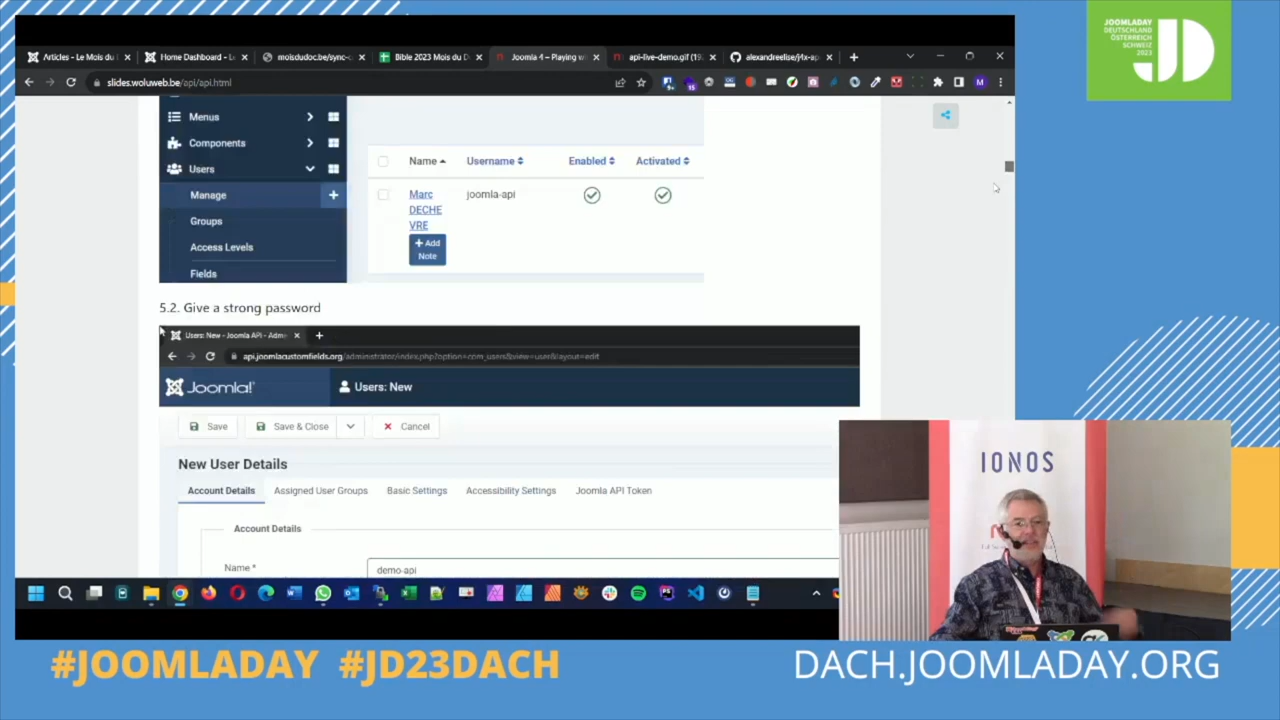 JOOMLADAY
DEUTSCHLAND
ÖSTERREICH
SCHWEIZ
2023
Articles - Le Mois du
Home Dashboard - L
moisdudoc.be/sync-c
Bible 2023 Mois du D
Joomla 4 – Playing w
api-live-demo.gif (19
alexandreelise/j4x-ap
slides.woluweb.be/api/api.html
M
Menus
Components
Users
Manage
Groups
Access Levels
Fields
Name
Username
Enabled
Activated
Marc
DECHE
VRE
joomla-api
+ Add
Note
5.2. Give a strong password
Users: New - Joomla API - Adm
api.joomlacustomfields.org/administrator/index.php?option=com_users&view=user&layout=edit
Joomla!
Users: New
Save
Save & Close
Cancel
New User Details
Account Details
Assigned User Groups
Basic Settings
Accessibility Settings
Joomla API Token
Account Details
Name *
demo-api
IONOS
#JOOMLADAY #JD23DACH
DACH.JOOMLADAY.ORG